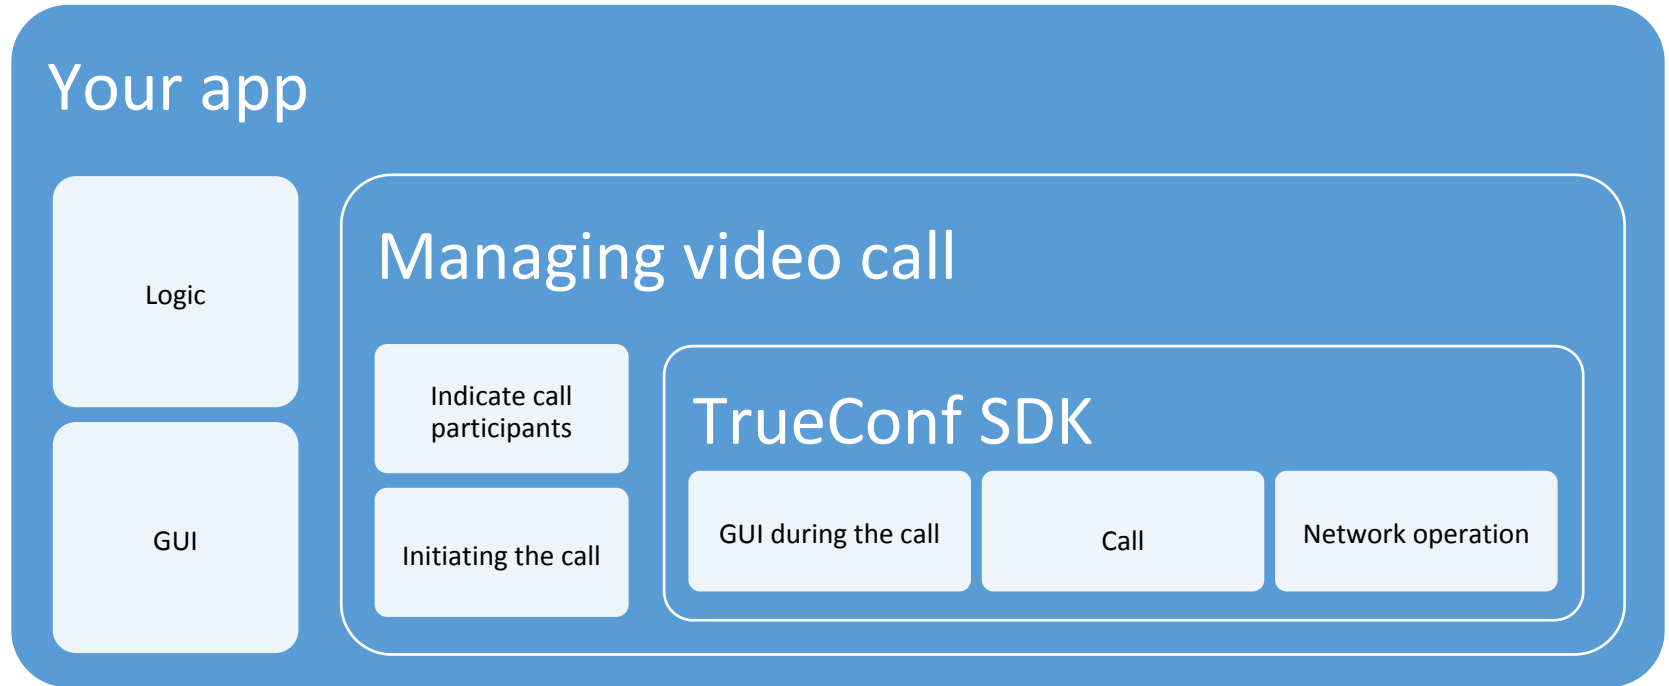 Your app
Logic
GUI
Managing video call
Indicate call
participants
Initiating the call
TrueConf SDK
GUI during the call
Call
Network operation